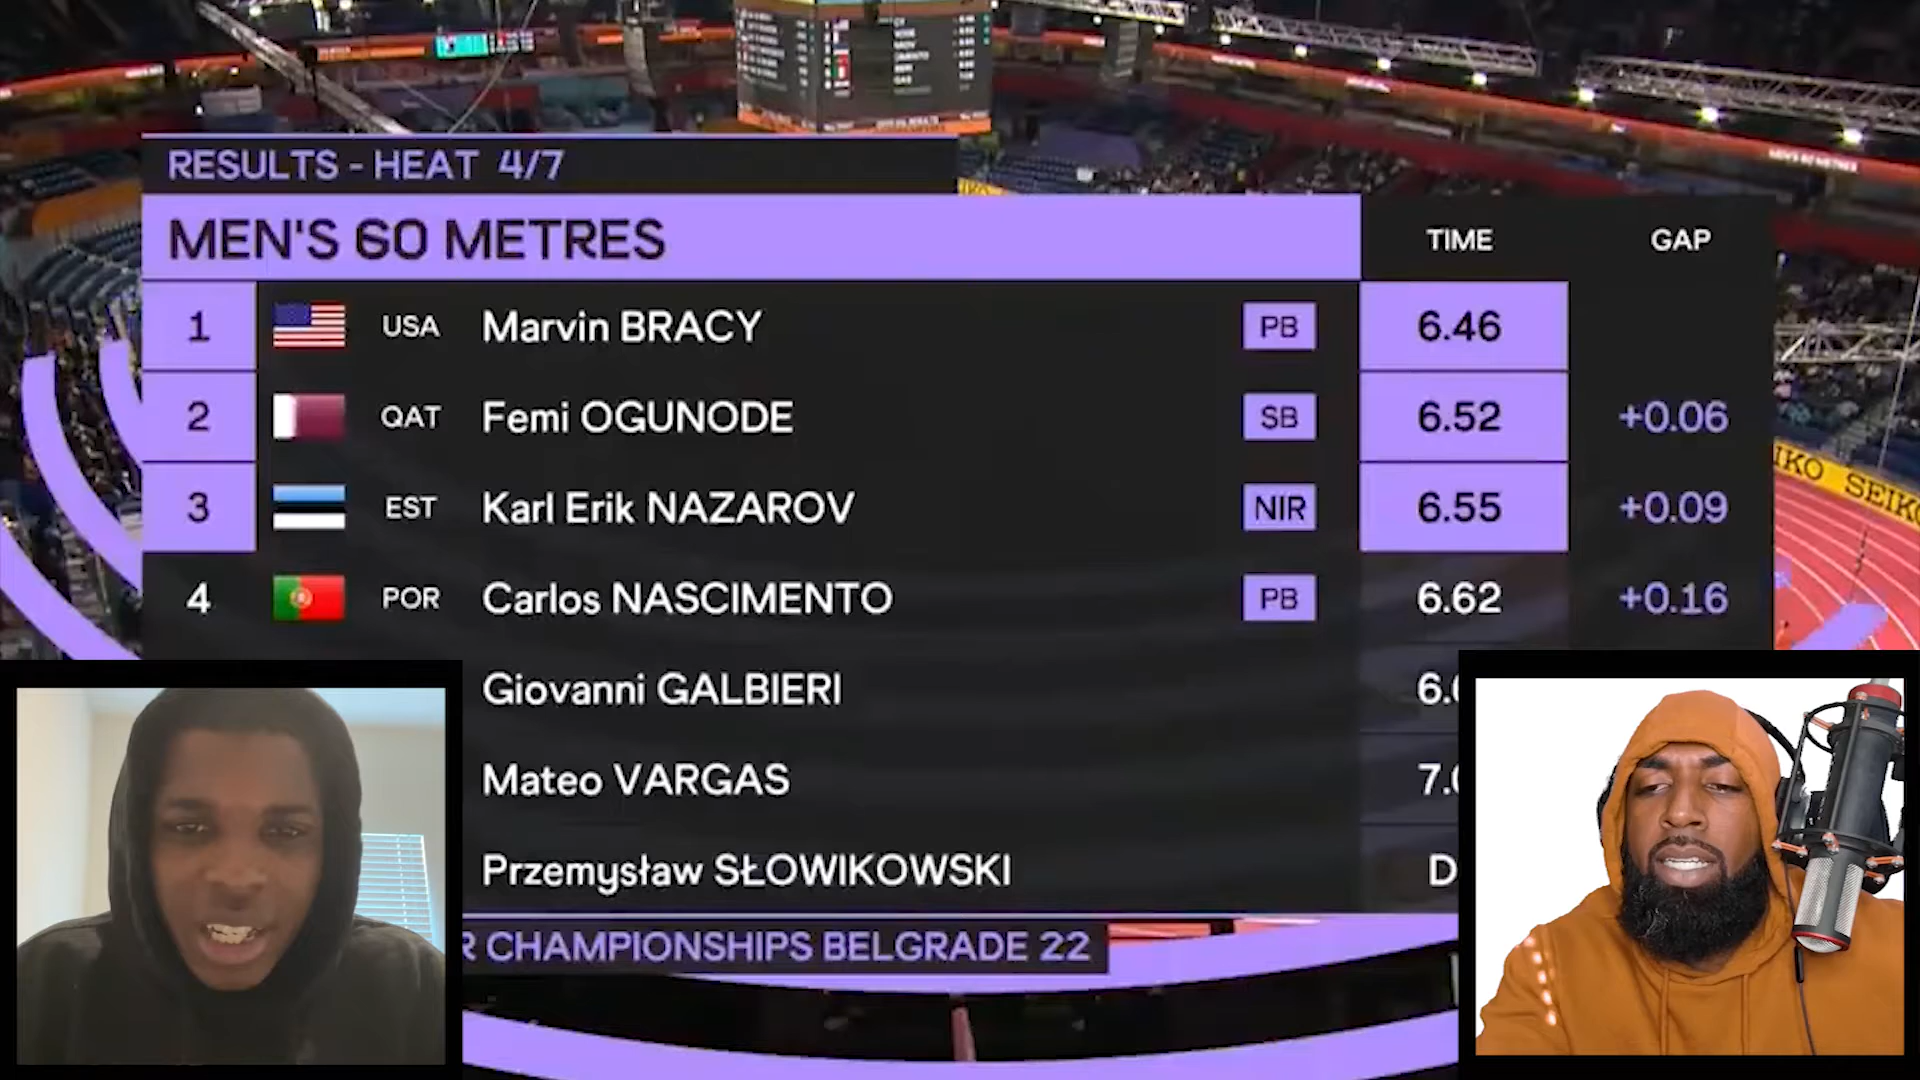 RESULTS - HEAT 4/7
MEN'S 60 METRES TIME GAP
1 USA Marvin BRACY PB 6.46
2 QAT Femi OGUNODE SB 6.52 +0.06
3 EST Karl Erik NAZAROV NIR 6.55 +0.09
4 POR Carlos NASCIMENTO PB 6.62 +0.16
Giovanni GALBIERI
Mateo VARGAS
Przemysław SŁOWIKOWSKI
CHAMPIONSHIPS BELGRADE 22
SEIKO